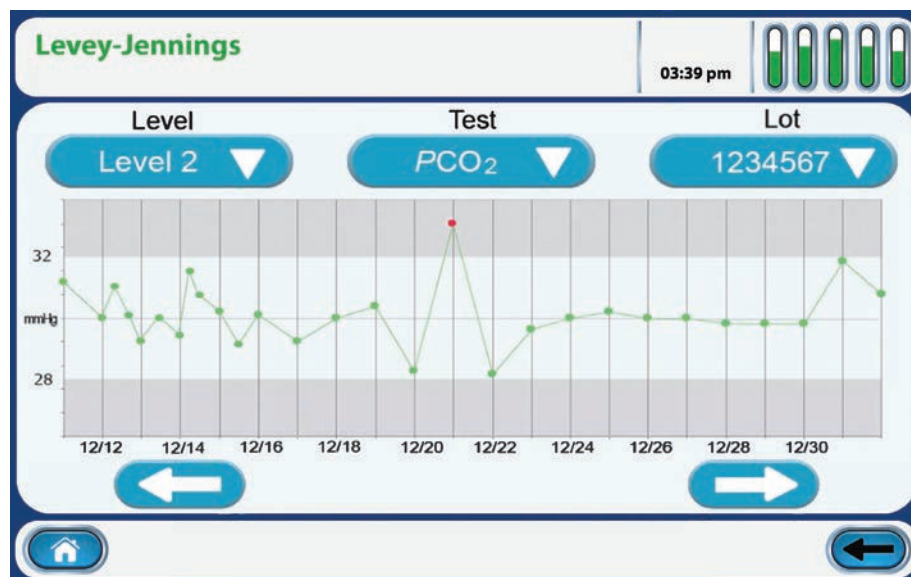 Levey-Jennings
03:39 pm
Level Test Lot
Level 2 PCO₂ 1234567
32
mmHg
28
12/12 12/14 12/16 12/18 12/20 12/22 12/24 12/26 12/28 12/30